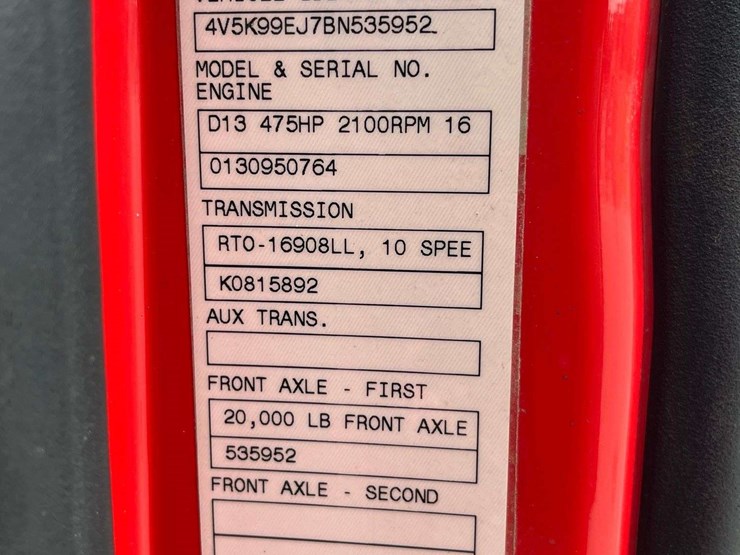 4V5K99EJ7BN535952
MODEL & SERIAL NO.
ENGINE
D13 475HP 2100RPM 16
0130950764
TRANSMISSION
RTO-16908LL, 10 SPEE
K0815892
AUX TRANS.
FRONT AXLE - FIRST
20,000 LB FRONT AXLE
535952
FRONT AXLE - SECOND